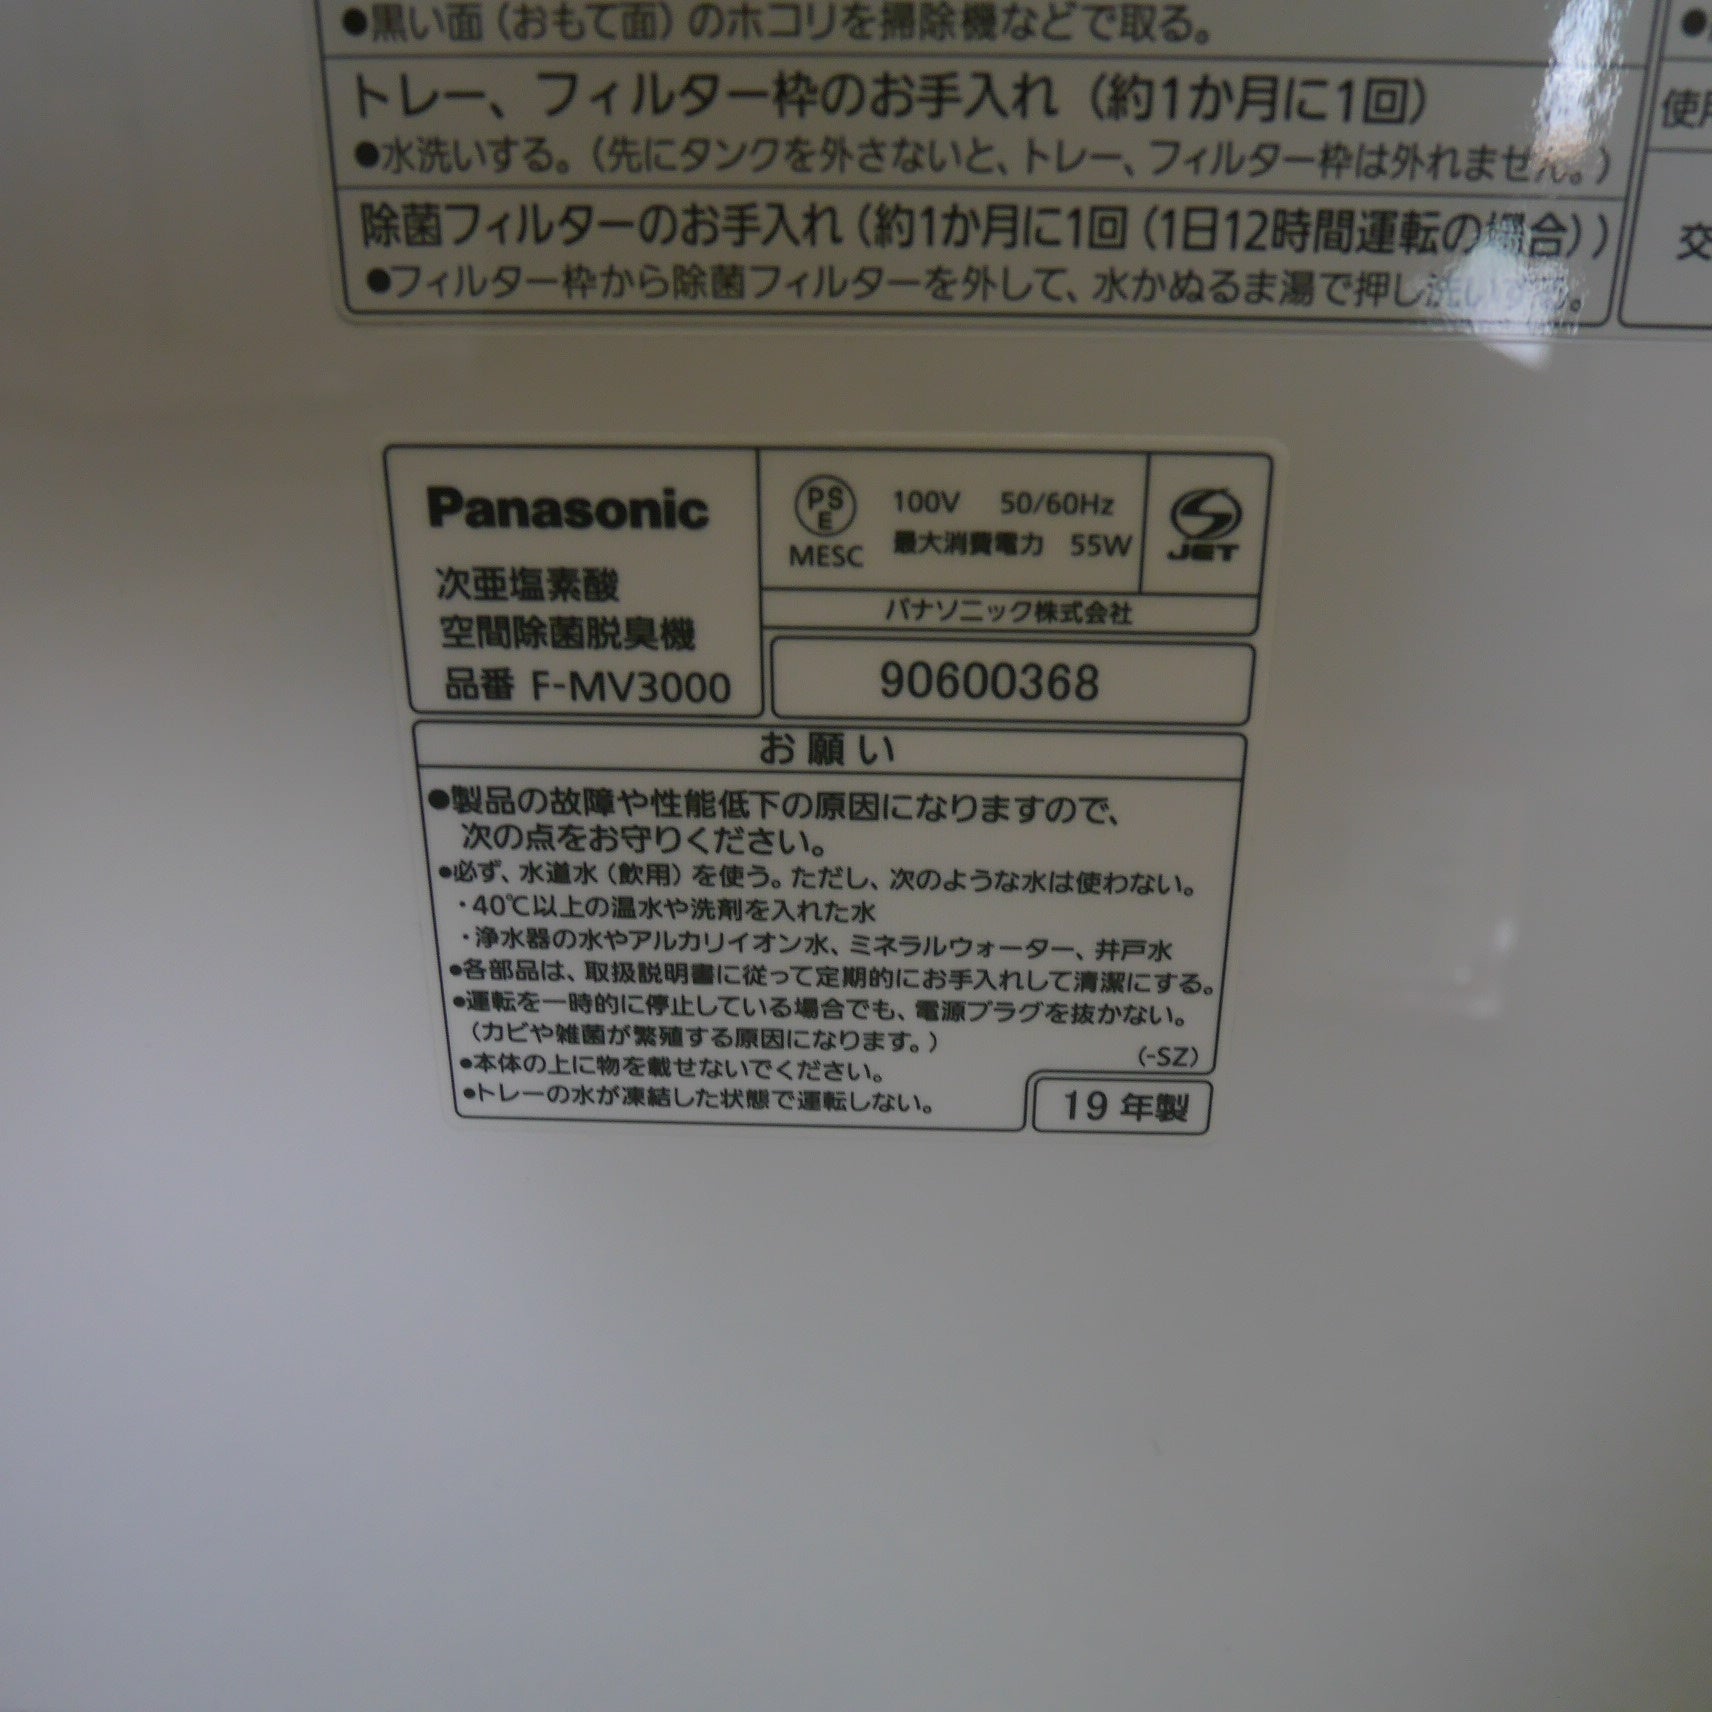 ●黒い面（おもて面）のホコリを掃除機などで取る。
トレー、フィルター枠のお手入れ（約1か月に1回）
●水洗いする。（先にタンクを外さないと、トレー、フィルター枠は外れません。）
除菌フィルターのお手入れ（約1か月に1回（1日12時間運転の場合））
●フィルター枠から除菌フィルターを外して、水かぬるま湯で押し洗いする。
使用
交
Panasonic
次亜塩素酸
空間除菌脱臭機
品番 F-MV3000
PS
E
MESC
100V 50/60Hz
最大消費電力 55W
JET
パナソニック株式会社
90600368
お願い
●製品の故障や性能低下の原因になりますので、
次の点をお守りください。
●必ず、水道水（飲用）を使う。ただし、次のような水は使わない。
・40℃以上の温水や洗剤を入れた水
・浄水器の水やアルカリイオン水、ミネラルウォーター、井戸水
●各部品は、取扱説明書に従って定期的にお手入れして清潔にする。
●運転を一時的に停止している場合でも、電源プラグを抜かない。
（カビや雑菌が繁殖する原因になります。）
●本体の上に物を載せないでください。
●トレーの水が凍結した状態で運転しない。
(-SZ)
19 年製